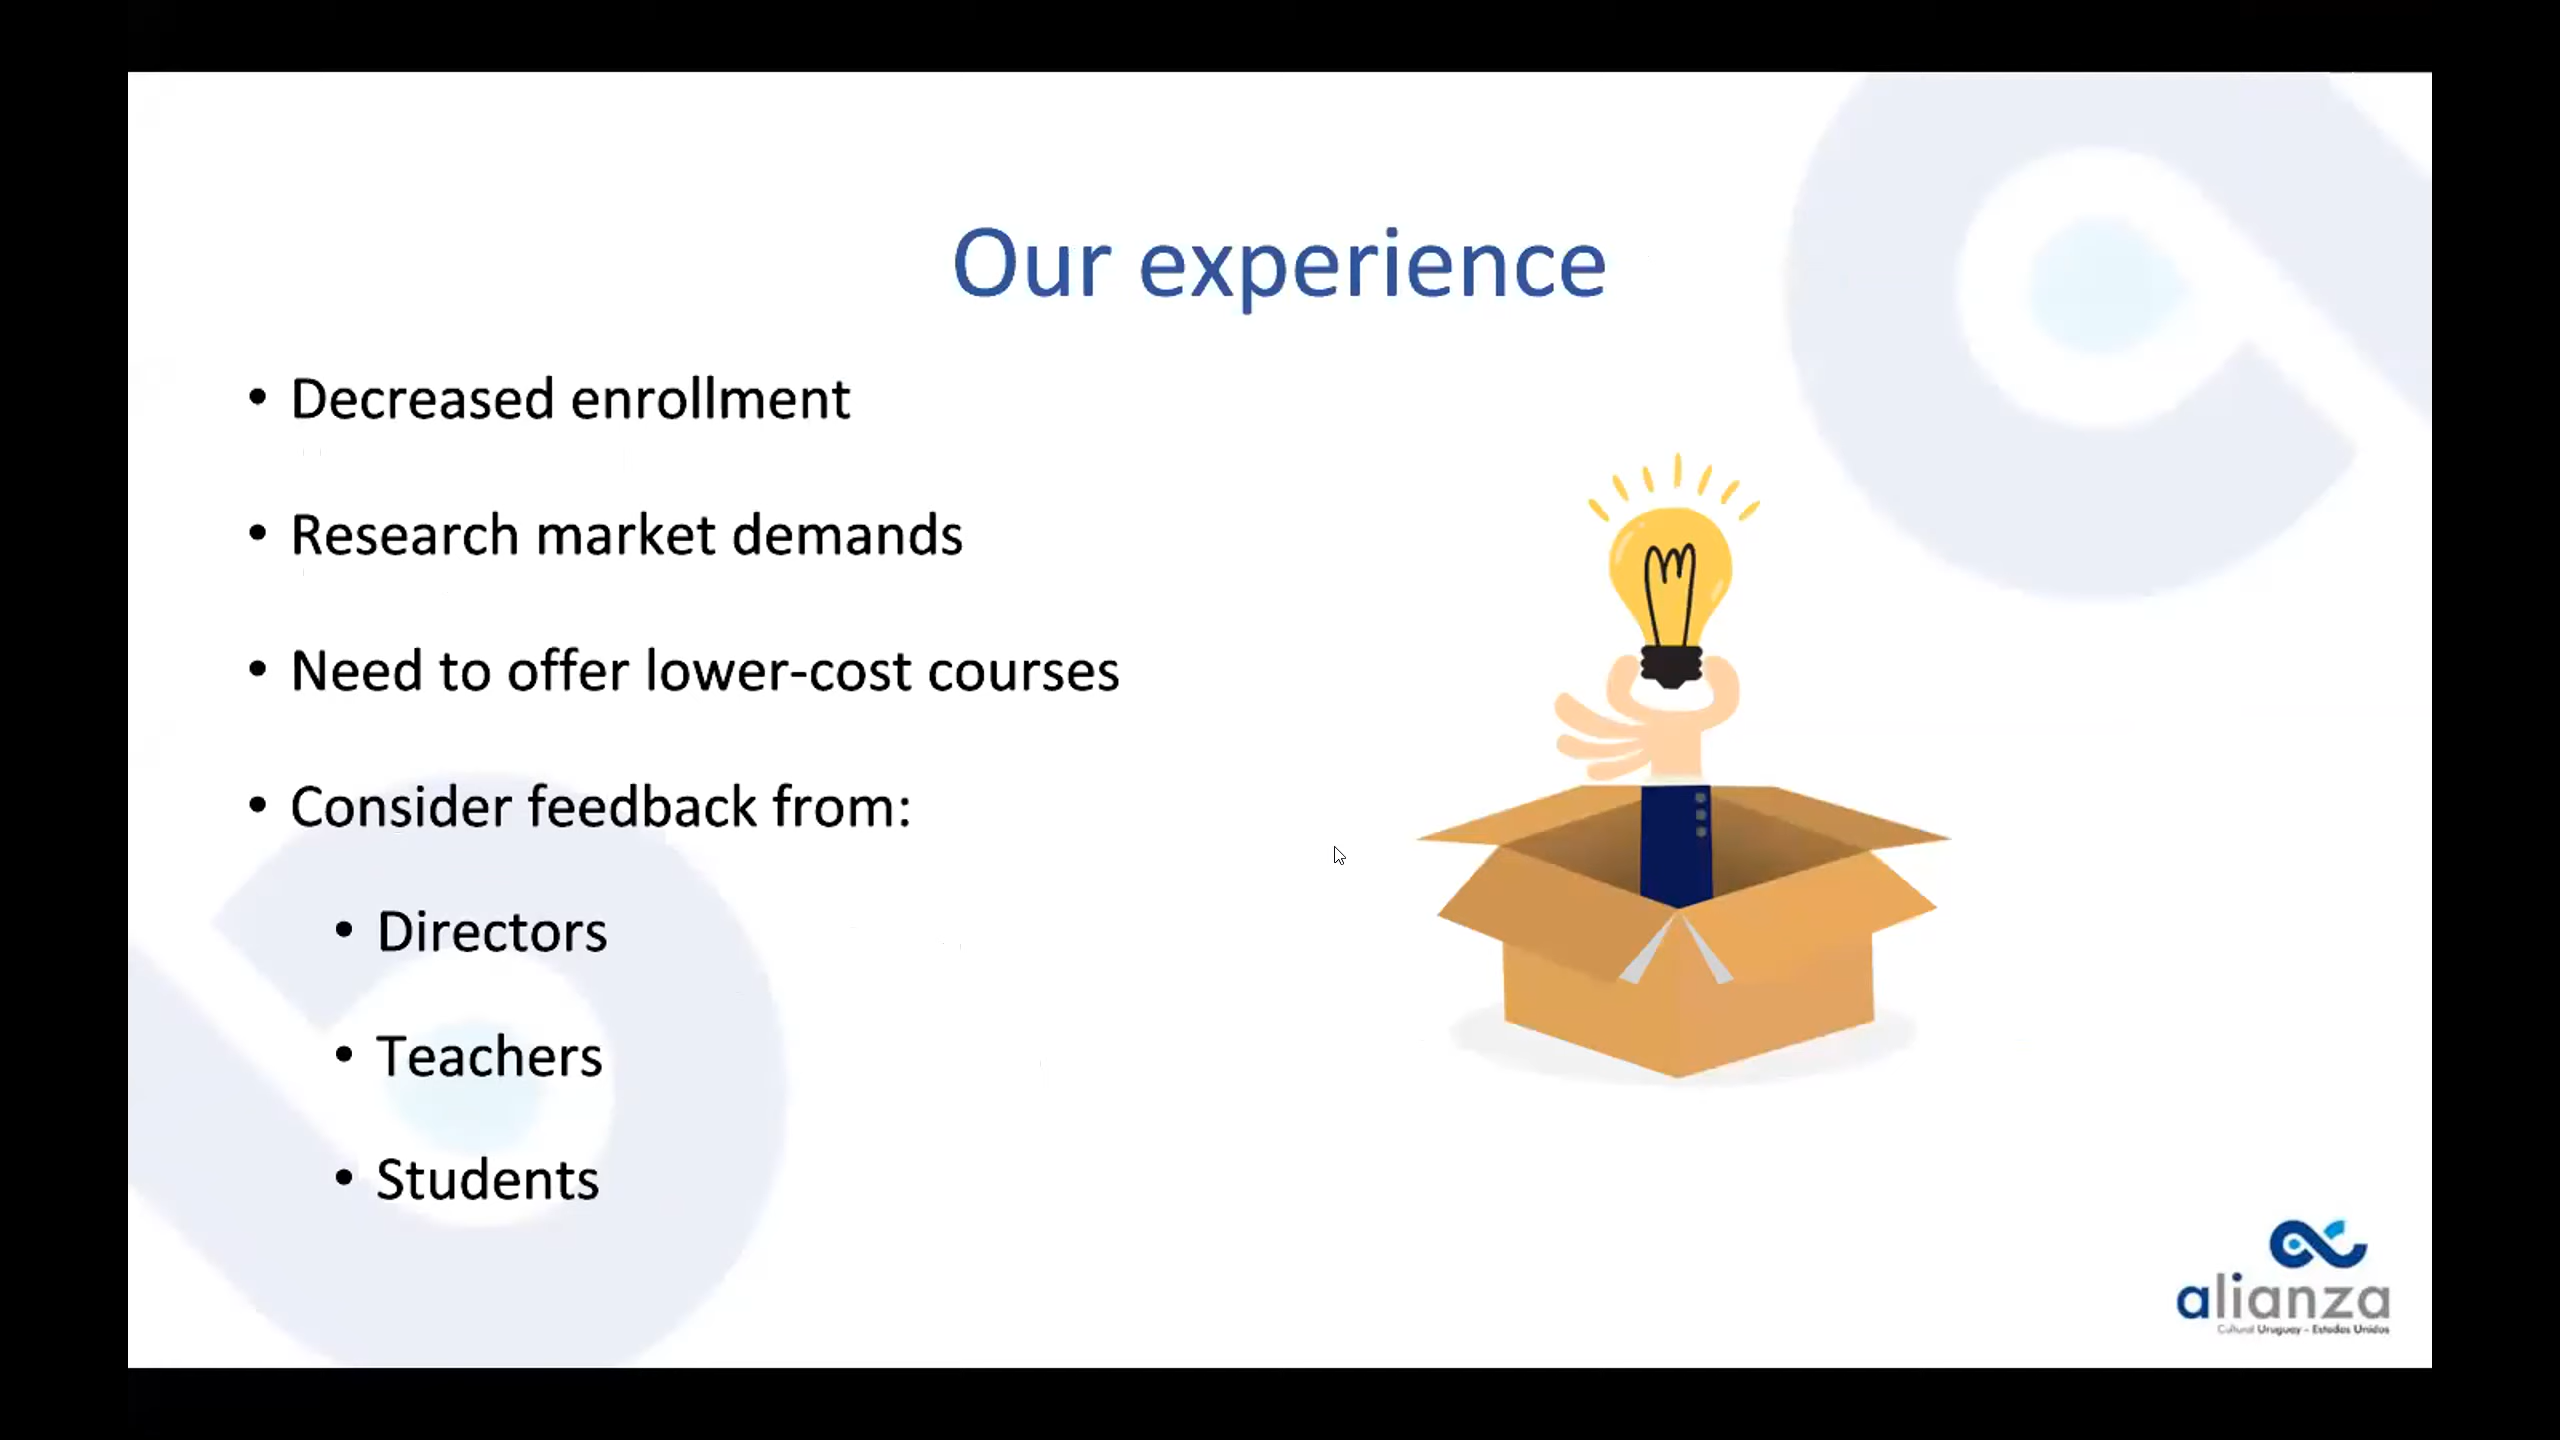 Our experience
• Decreased enrollment
• Research market demands
• Need to offer lower-cost courses
• Consider feedback from:
• Directors
• Teachers
• Students
alianza
Cultural Uruguay - Estados Unidos